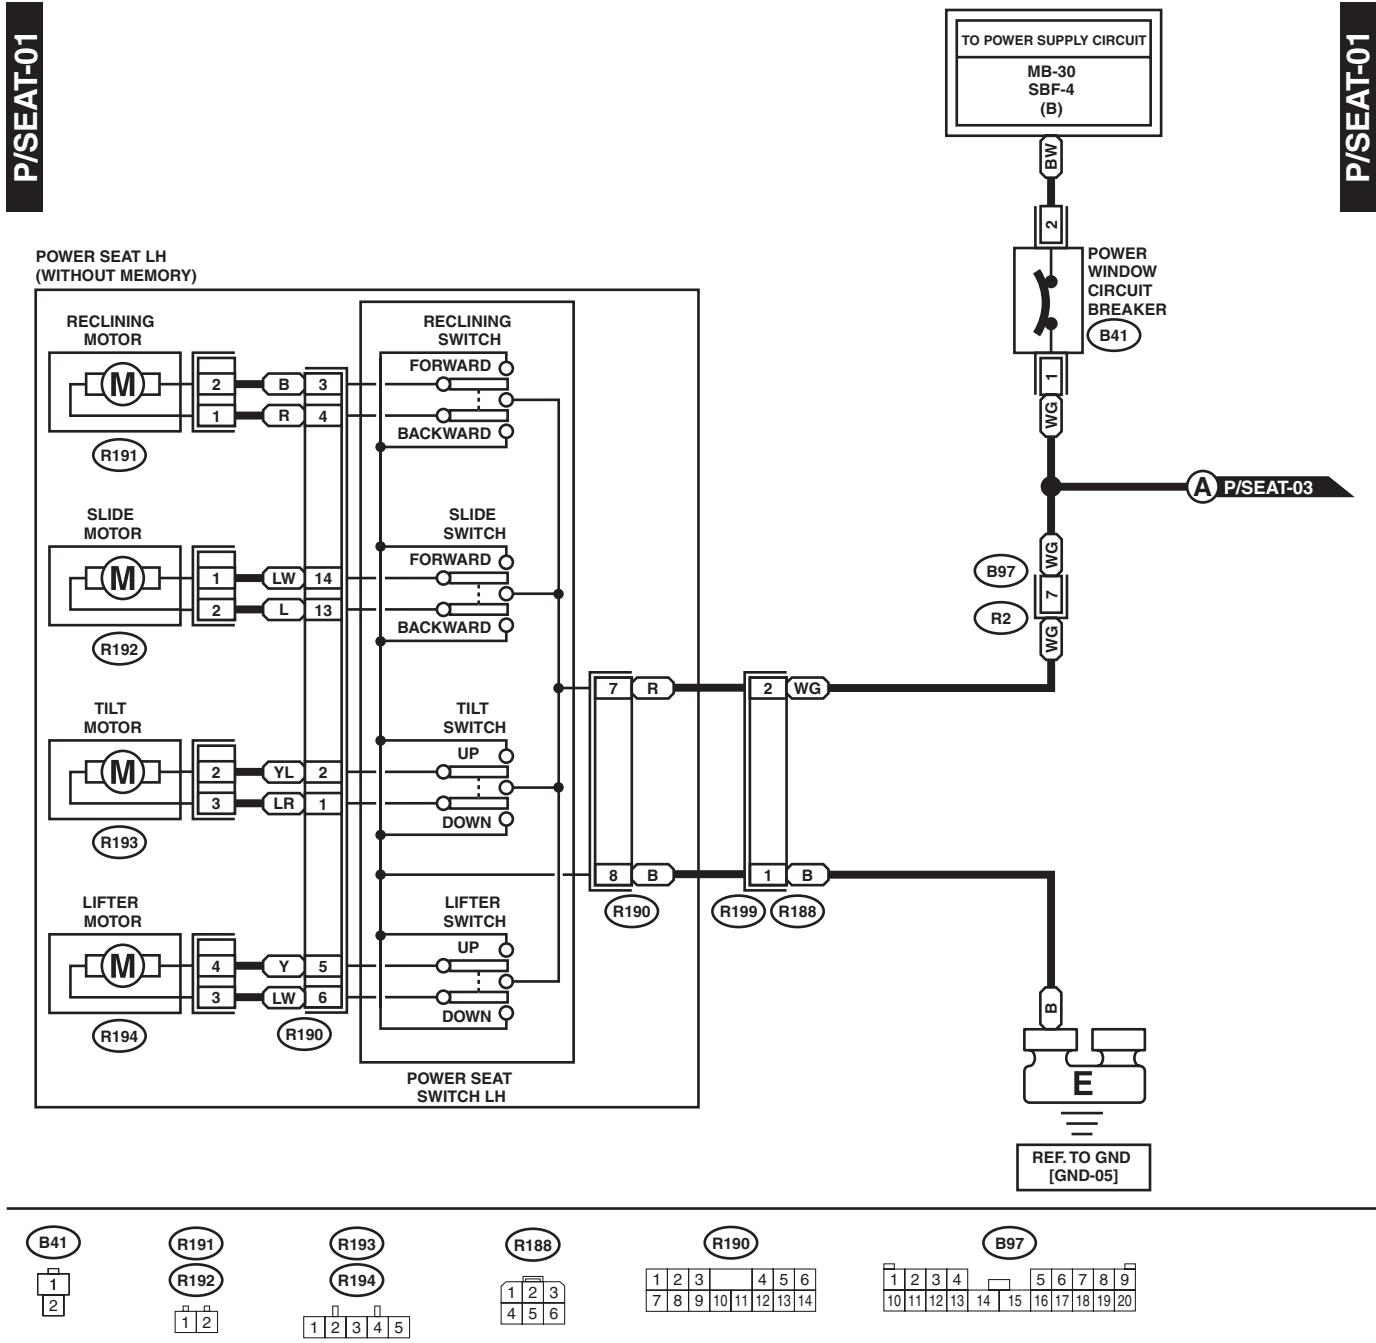 P/SEAT-01
P/SEAT-01
TO POWER SUPPLY CIRCUIT
MB-30
SBF-4
(B)
BW
2
POWER
WINDOW
CIRCUIT
BREAKER
B41
1
WG
A P/SEAT-03
WG
B97
7
R2
WG
POWER SEAT LH
(WITHOUT MEMORY)
RECLINING
MOTOR
M
2 B 3
1 R 4
R191
RECLINING
SWITCH
FORWARD
BACKWARD
SLIDE
MOTOR
M
1 LW 14
2 L 13
R192
SLIDE
SWITCH
FORWARD
BACKWARD
7 R 2 WG
TILT
MOTOR
M
2 YL 2
3 LR 1
R193
TILT
SWITCH
UP
DOWN
8 B 1 B
R190 R199 R188
LIFTER
MOTOR
M
4 Y 5
3 LW 6
R194 R190
LIFTER
SWITCH
UP
DOWN
POWER SEAT
SWITCH LH
B
E
REF. TO GND
[GND-05]
B41
1
2
R191
R192
1 2
R193
R194
1 2 3 4 5
R188
1 2 3
4 5 6
R190
1 2 3 4 5 6
7 8 9 10 11 12 13 14
B97
1 2 3 4 5 6 7 8 9
10 11 12 13 14 15 16 17 18 19 20